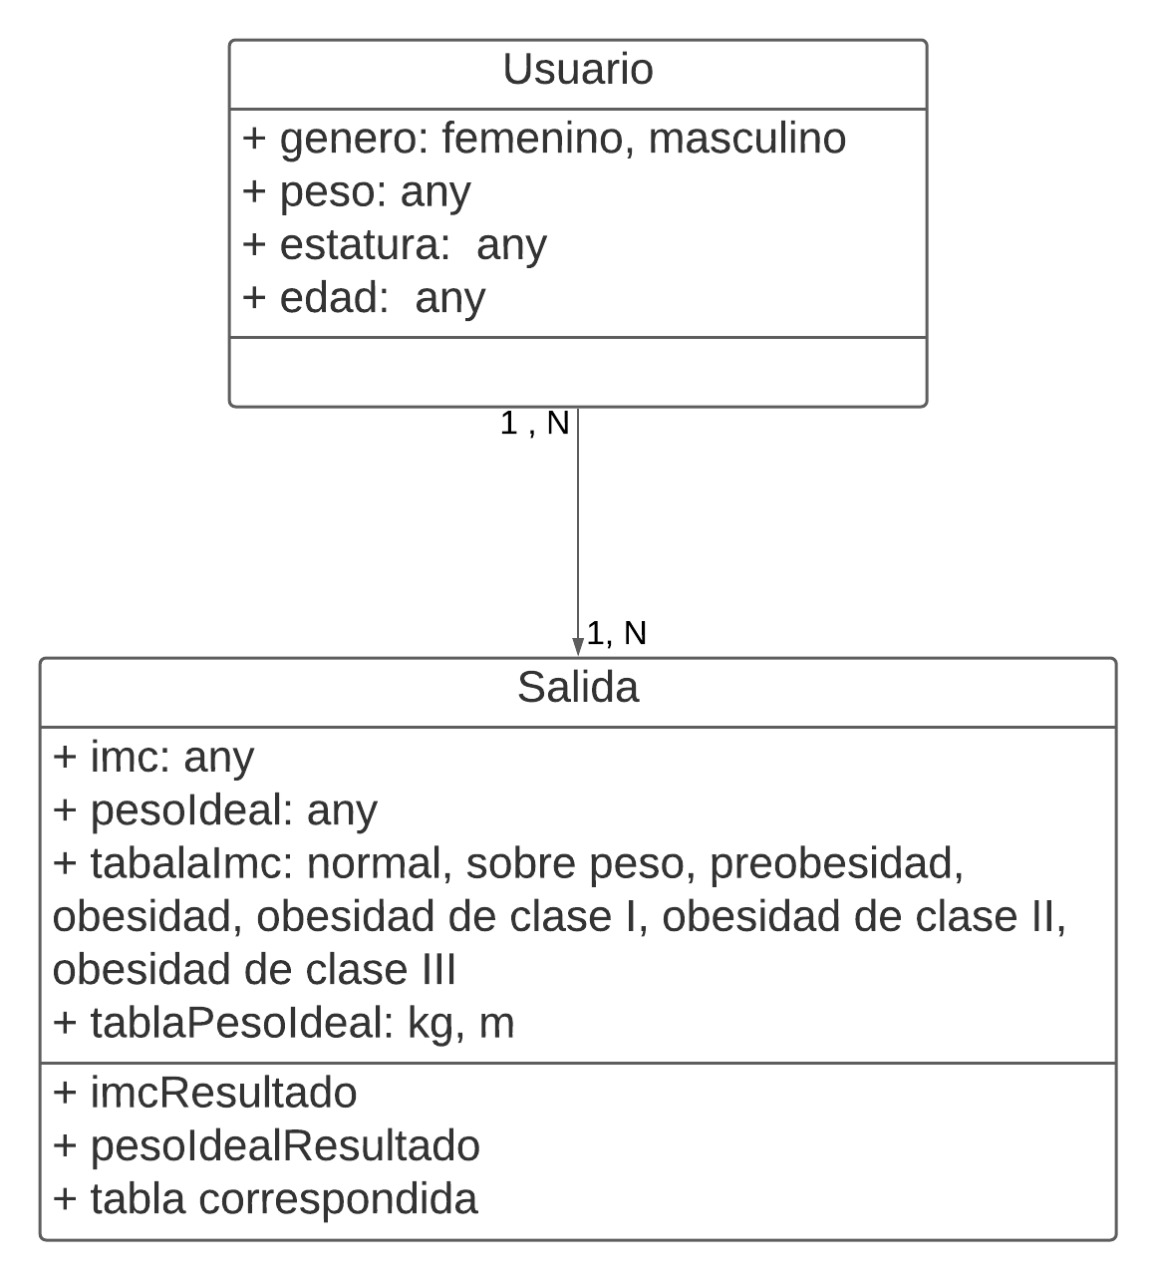 Usuario
+ genero: femenino, masculino
+ peso: any
+ estatura:  any
+ edad:  any
1 , N
1, N
Salida
+ imc: any
+ pesoIdeal: any
+ tabalaImc: normal, sobre peso, preobesidad,
obesidad, obesidad de clase I, obesidad de clase II,
obesidad de clase III
+ tablaPesoIdeal: kg, m
+ imcResultado
+ pesoIdealResultado
+ tabla correspondida